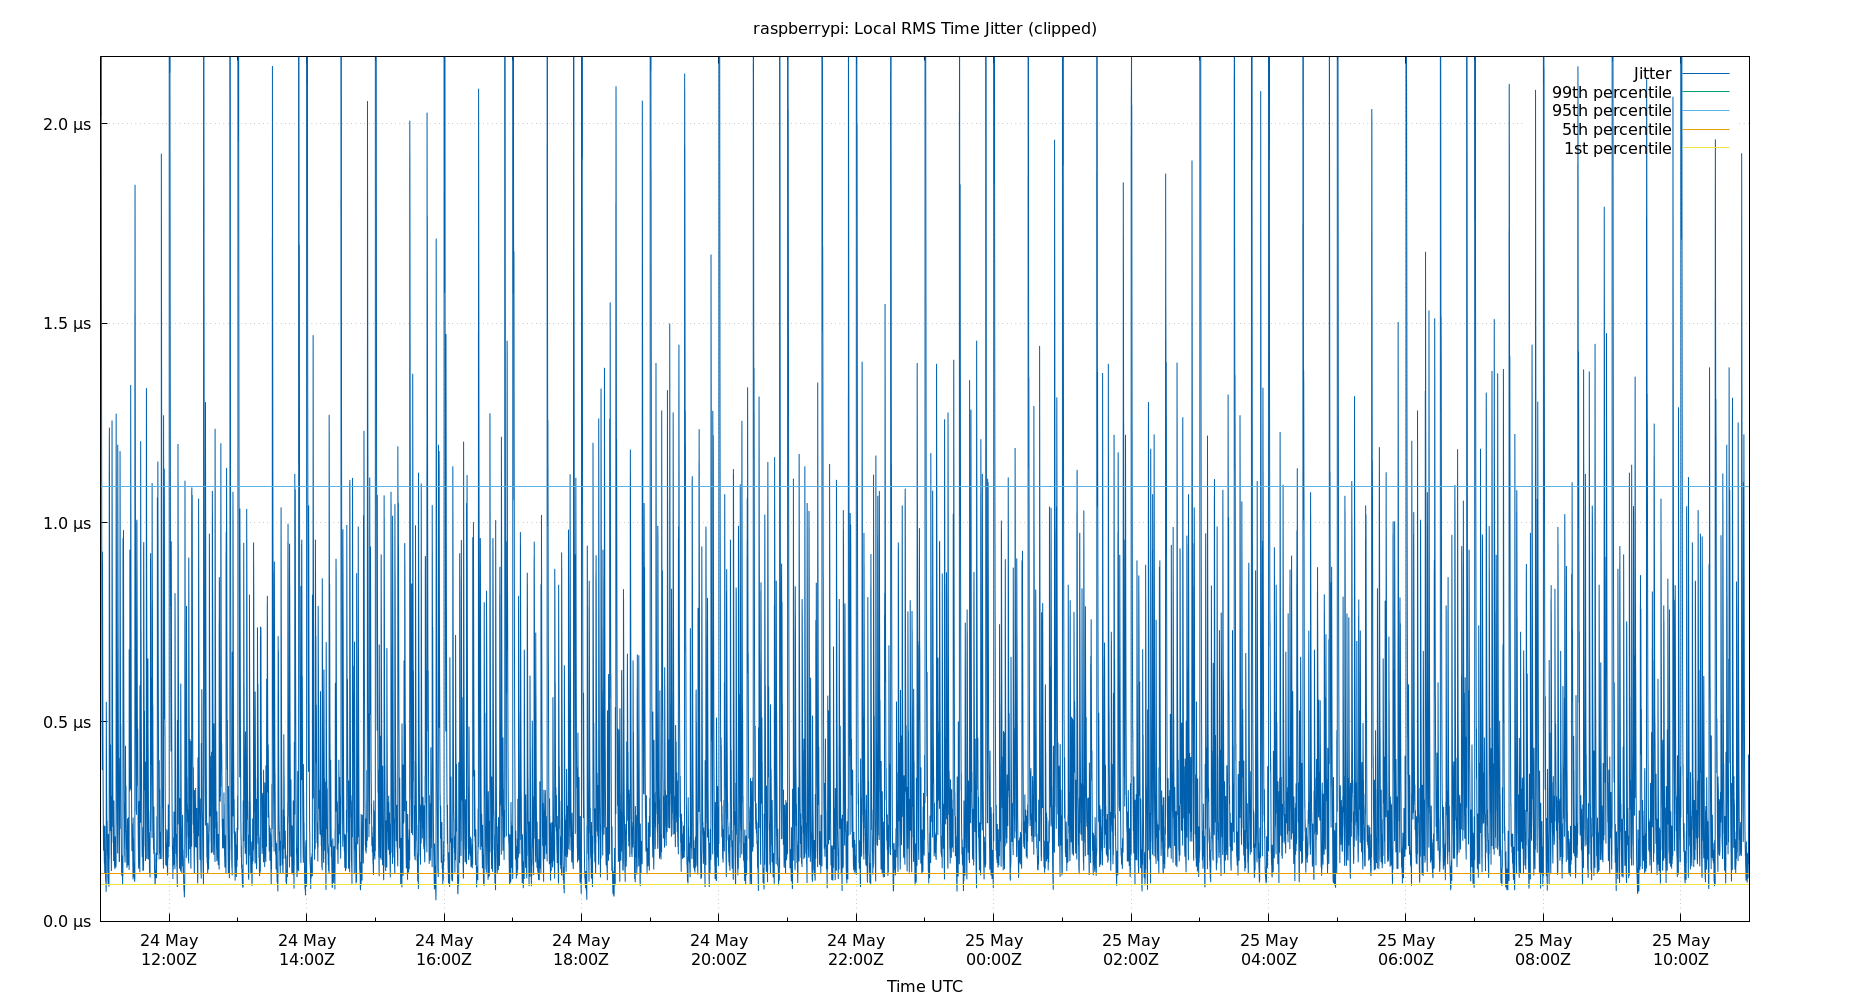 raspberrypi: Local RMS Time Jitter (clipped)
Jitter
99th percentile
95th percentile
5th percentile
1st percentile
2.0 µs
1.5 µs
1.0 µs
0.5 µs
0.0 µs
24 May 24 May 24 May 24 May 24 May 24 May 25 May 25 May 25 May 25 May 25 May 25 May
12:00Z 14:00Z 16:00Z 18:00Z 20:00Z 22:00Z 00:00Z 02:00Z 04:00Z 06:00Z 08:00Z 10:00Z
Time UTC